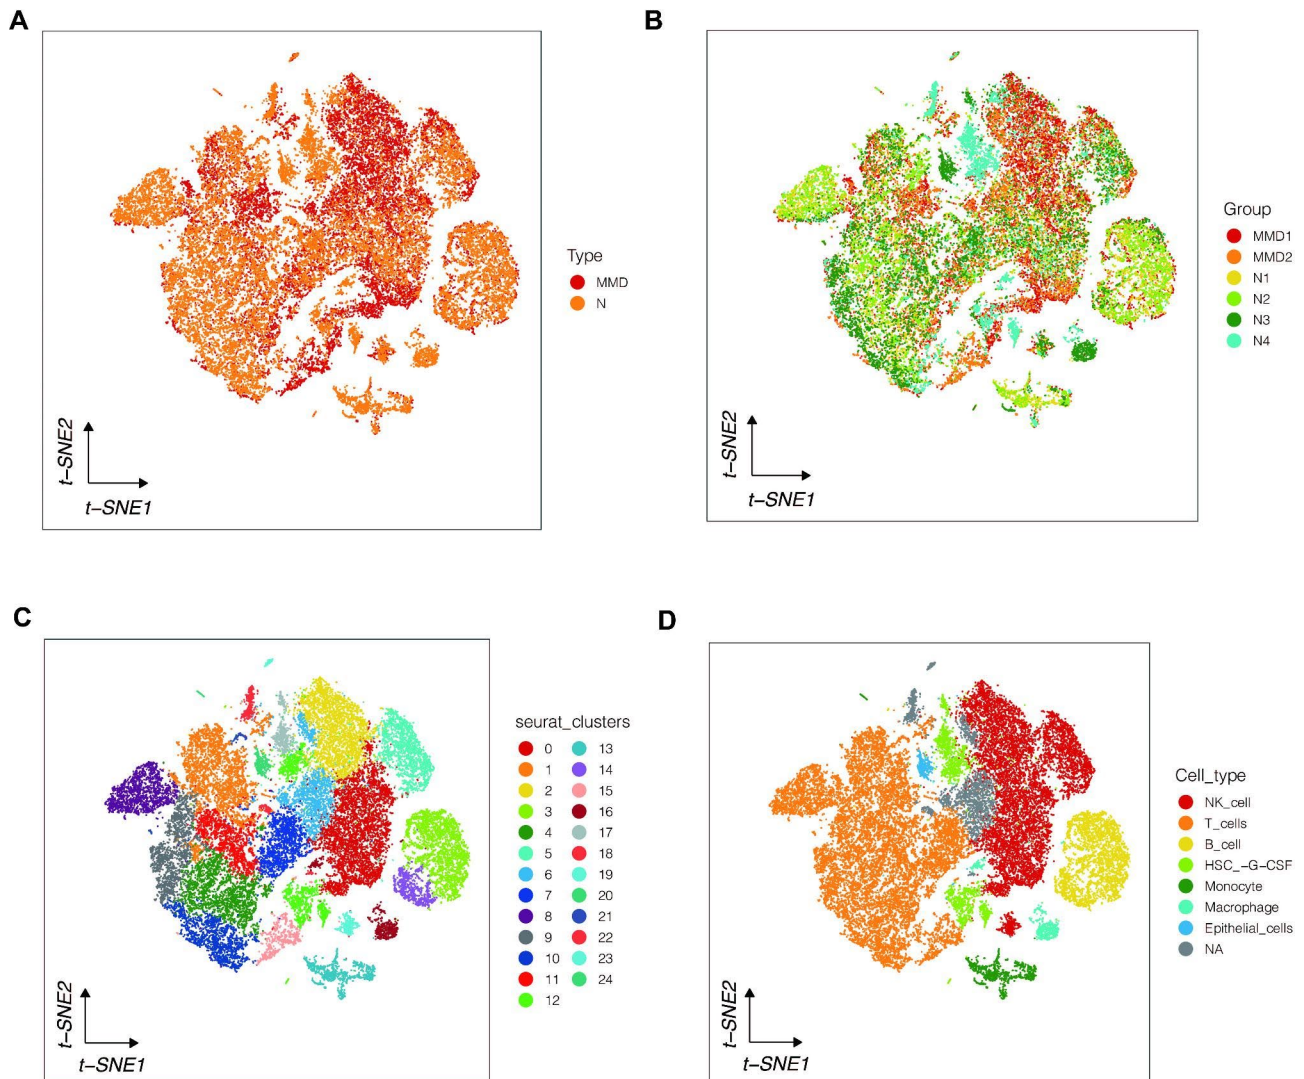 A
Type
MMD
N
t-SNE2
t-SNE1
B
Group
MMD1
MMD2
N1
N2
N3
N4
t-SNE2
t-SNE1
C
seurat_clusters
0 13
1 14
2 15
3 16
4 17
5 18
6 19
7 20
8 21
9 22
10 23
11 24
12
t-SNE2
t-SNE1
D
Cell_type
NK_cell
T_cells
B_cell
HSC_-G-CSF
Monocyte
Macrophage
Epithelial_cells
NA
t-SNE2
t-SNE1